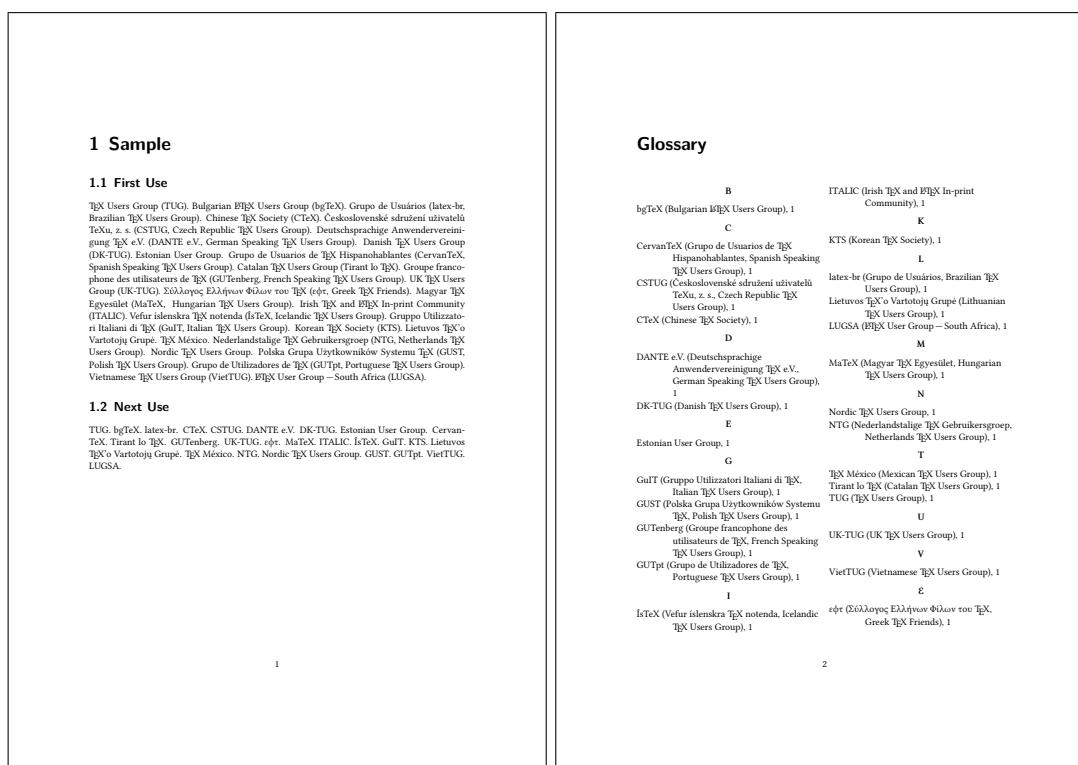 1 Sample
1.1 First Use
TEX Users Group (TUG). Bulgarian LATEX Users Group (bgTeX). Grupo de Usuários (latex-br,
Brazilian TEX Users Group). Chinese TEX Society (CTeX). Československé sdružení uživatelů
TeXu, z. s. (CSTUG, Czech Republic TEX Users Group). Deutschsprachige Anwendervereini-
gung TEX e.V. (DANTE e.V., German Speaking TEX Users Group). Danish TEX Users Group
(DK-TUG). Estonian User Group. Grupo de Usuarios de TEX Hispanohablantes (CervanTeX,
Spanish Speaking TEX Users Group). Catalan TEX Users Group (Tirant lo TEX). Groupe franco-
phone des utilisateurs de TEX (GUTenberg, French Speaking TEX Users Group). UK TEX Users
Group (UK-TUG). Σύλλογος Ελλήνων Φίλων του TEX (εφτ, Greek TEX Friends). Magyar TEX
Egyesület (MaTeX, Hungarian TEX Users Group). Irish TEX and LATEX In-print Community
(ITALIC). Vefur íslenskra TEX notenda (ÍsTeX, Icelandic TEX Users Group). Gruppo Utilizzato-
ri Italiani di TEX (GuIT, Italian TEX Users Group). Korean TEX Society (KTS). Lietuvos TEX'o
Vartotojų Grupė. TEX México. Nederlandstalige TEX Gebruikersgroep (NTG, Netherlands TEX
Users Group). Nordic TEX Users Group. Polska Grupa Użytkowników Systemu TEX (GUST,
Polish TEX Users Group). Grupo de Utilizadores de TEX (GUTpt, Portuguese TEX Users Group).
Vietnamese TEX Users Group (VietTUG). LATEX User Group – South Africa (LUGSA).
1.2 Next Use
TUG. bgTeX. latex-br. CTeX. CSTUG. DANTE e.V. DK-TUG. Estonian User Group. Cervan-
TeX. Tirant lo TEX. GUTenberg. UK-TUG. εφτ. MaTeX. ITALIC. ÍsTeX. GuIT. KTS. Lietuvos
TEX'o Vartotojų Grupė. TEX México. NTG. Nordic TEX Users Group. GUST. GUTpt. VietTUG.
LUGSA.
1
Glossary
B
bgTeX (Bulgarian LATEX Users Group), 1
C
CervanTeX (Grupo de Usuarios de TEX
Hispanohablantes, Spanish Speaking
TEX Users Group), 1
CSTUG (Československé sdružení uživatelů
TeXu, z. s., Czech Republic TEX
Users Group), 1
CTeX (Chinese TEX Society), 1
D
DANTE e.V. (Deutschsprachige
Anwendervereinigung TEX e.V.,
German Speaking TEX Users Group),
1
DK-TUG (Danish TEX Users Group), 1
E
Estonian User Group, 1
G
GuIT (Gruppo Utilizzatori Italiani di TEX,
Italian TEX Users Group), 1
GUST (Polska Grupa Użytkowników Systemu
TEX, Polish TEX Users Group), 1
GUTenberg (Groupe francophone des
utilisateurs de TEX, French Speaking
TEX Users Group), 1
GUTpt (Grupo de Utilizadores de TEX,
Portuguese TEX Users Group), 1
I
ÍsTeX (Vefur íslenskra TEX notenda, Icelandic
TEX Users Group), 1
ITALIC (Irish TEX and LATEX In-print
Community), 1
K
KTS (Korean TEX Society), 1
L
latex-br (Grupo de Usuários, Brazilian TEX
Users Group), 1
Lietuvos TEX'o Vartotojų Grupė (Lithuanian
TEX Users Group), 1
LUGSA (LATEX User Group – South Africa), 1
M
MaTeX (Magyar TEX Egyesület, Hungarian
TEX Users Group), 1
N
Nordic TEX Users Group, 1
NTG (Nederlandstalige TEX Gebruikersgroep,
Netherlands TEX Users Group), 1
T
TEX México (Mexican TEX Users Group), 1
Tirant lo TEX (Catalan TEX Users Group), 1
TUG (TEX Users Group), 1
U
UK-TUG (UK TEX Users Group), 1
V
VietTUG (Vietnamese TEX Users Group), 1
Ε
εφτ (Σύλλογος Ελλήνων Φίλων του TEX,
Greek TEX Friends), 1
2